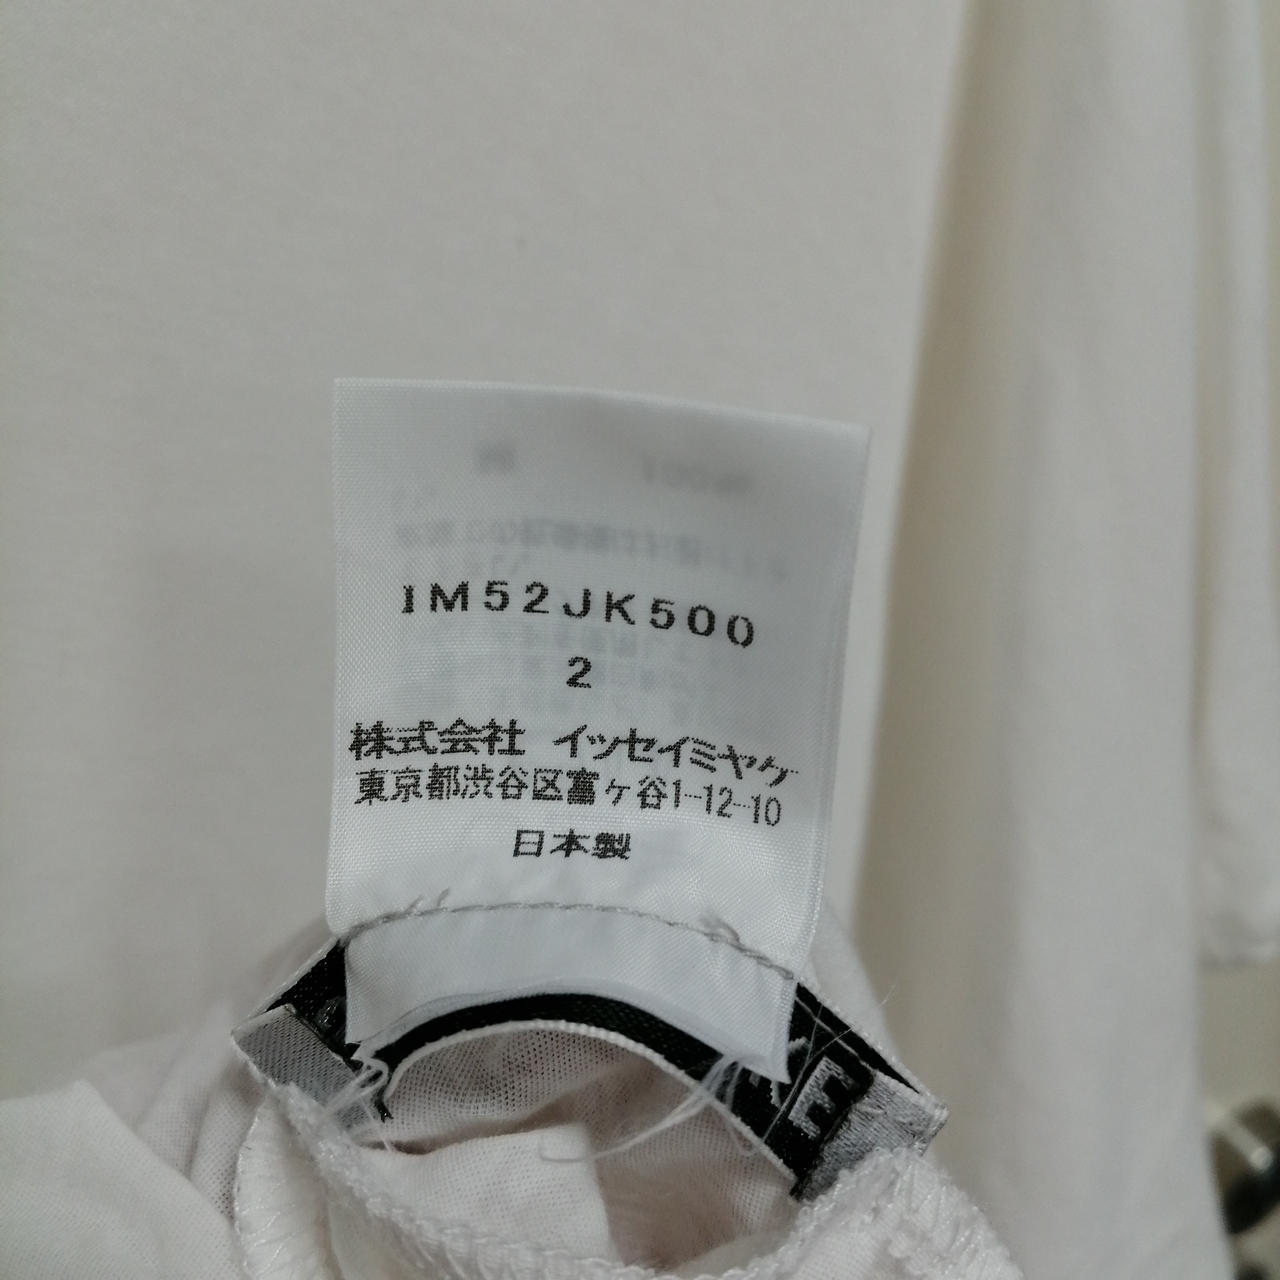 IM52JK500
2
株式会社 イッセイミヤケ
東京都渋谷区富ヶ谷1-12-10
日本製
KE